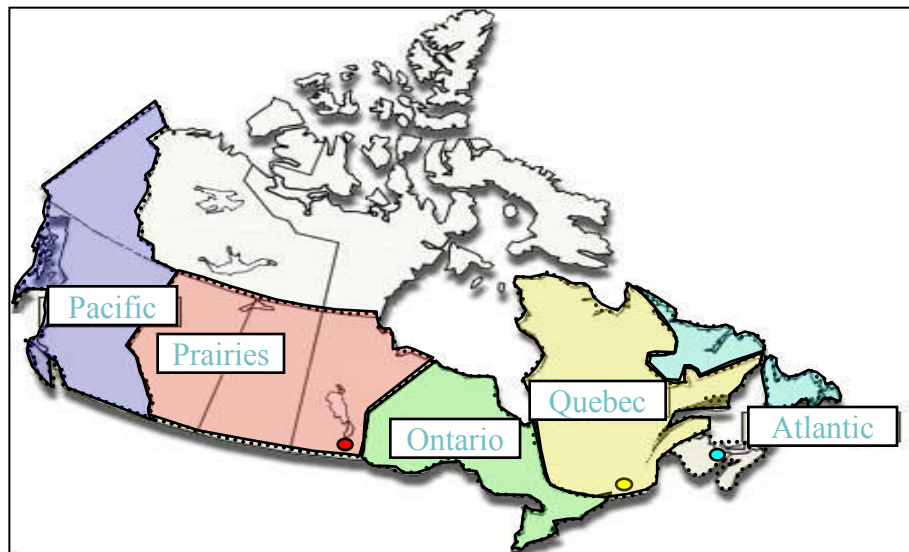 Pacific
Prairies
Ontario
Quebec
Atlantic